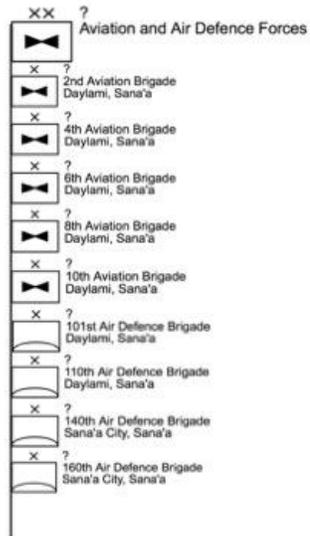 XX ?
Aviation and Air Defence Forces
X ?
2nd Aviation Brigade
Daylami, Sana'a
X ?
4th Aviation Brigade
Daylami, Sana'a
X ?
6th Aviation Brigade
Daylami, Sana'a
X ?
8th Aviation Brigade
Daylami, Sana'a
X ?
10th Aviation Brigade
Daylami, Sana'a
X ?
101st Air Defence Brigade
Daylami, Sana'a
X ?
110th Air Defence Brigade
Daylami, Sana'a
X ?
140th Air Defence Brigade
Sana'a City, Sana'a
X ?
160th Air Defence Brigade
Sana'a City, Sana'a